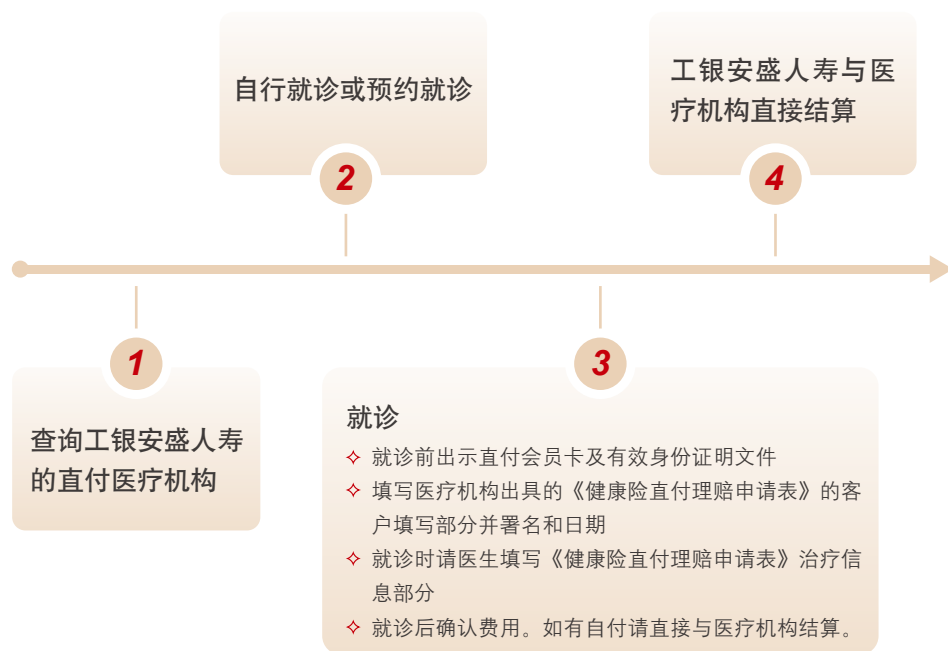 1
查询工银安盛人寿
的直付医疗机构
2
自行就诊或预约就诊
3
就诊
就诊前出示直付会员卡及有效身份证明文件
填写医疗机构出具的《健康险直付理赔申请表》的客
户填写部分并署名和日期
就诊时请医生填写《健康险直付理赔申请表》治疗信
息部分
就诊后确认费用。如有自付请直接与医疗机构结算。
4
工银安盛人寿与医
疗机构直接结算